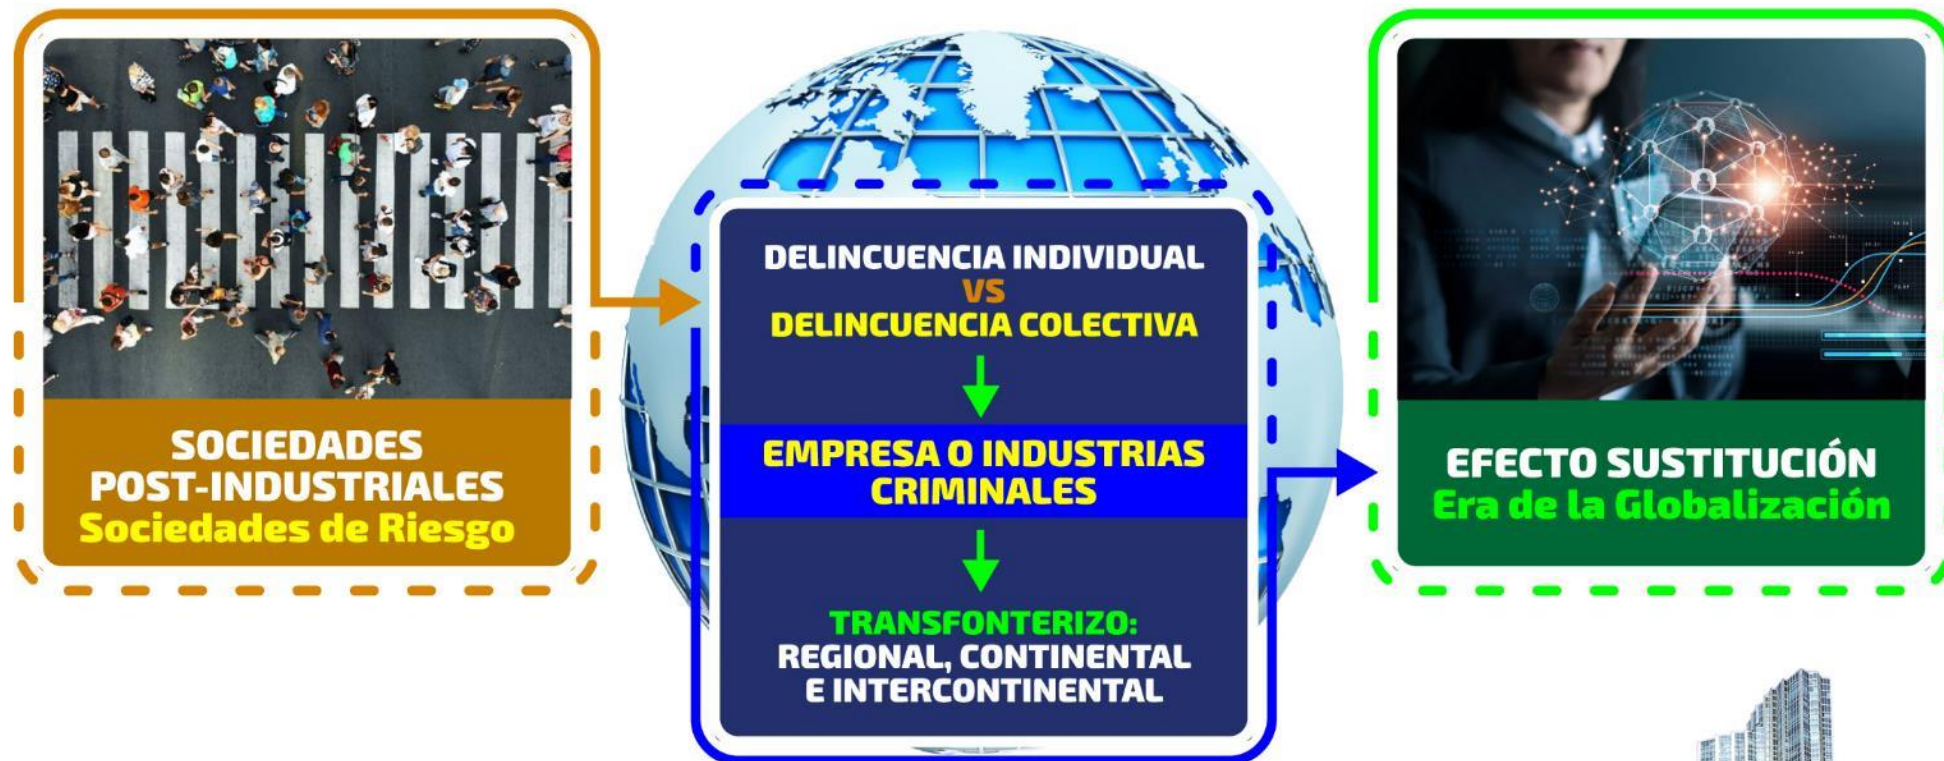 SOCIEDADES
POST-INDUSTRIALES
Sociedades de Riesgo
DELINCUENCIA INDIVIDUAL
VS
DELINCUENCIA COLECTIVA
EMPRESA O INDUSTRIAS
CRIMINALES
TRANSFONTERIZO:
REGIONAL, CONTINENTAL
E INTERCONTINENTAL
EFECTO SUSTITUCIÓN
Era de la Globalización